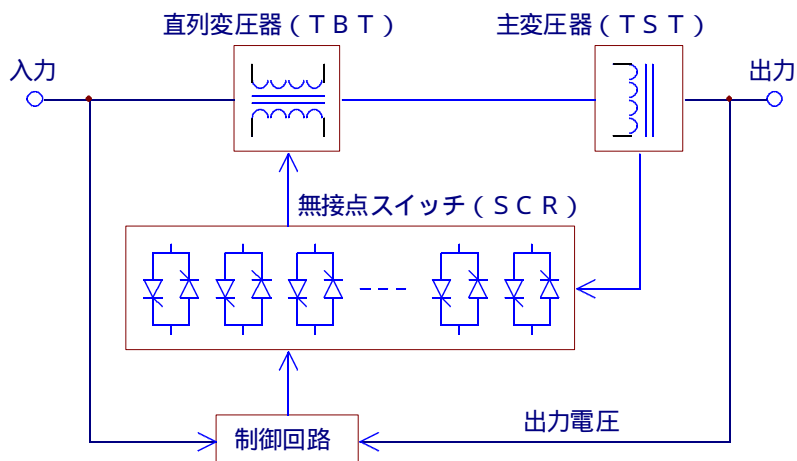 直列変圧器（ＴＢＴ）
主変圧器（ＴＳＴ）
入力
出力
無接点スイッチ（ＳＣＲ）
出力電圧
制御回路